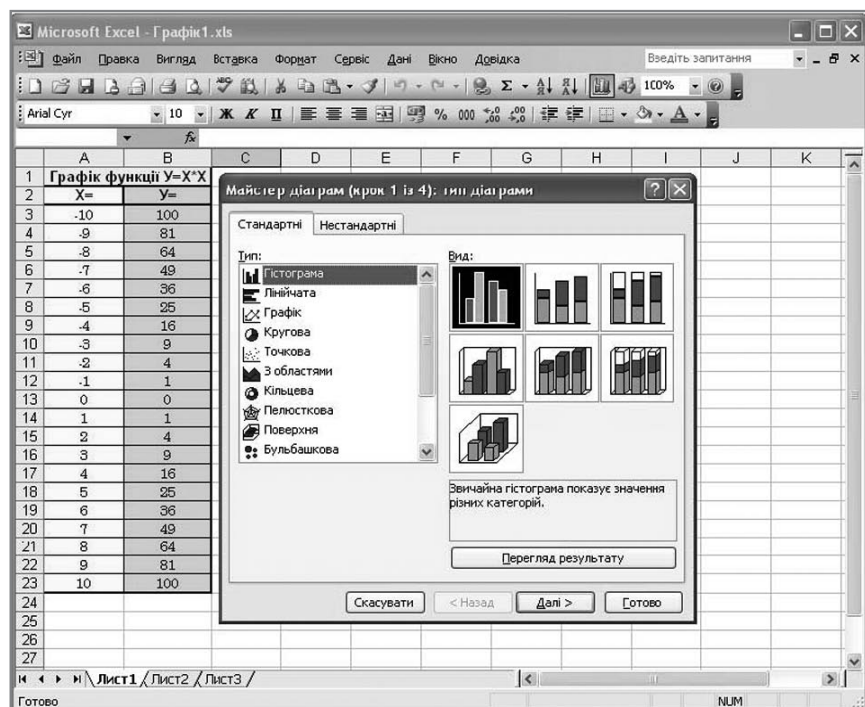 Microsoft Excel - Графік1.xls
Файл Правка Вигляд Вставка Формат Сервіс Дані Вікно Довідка Введіть запитання
100%
Arial Cyr 10 Ж К П % 000
fx
A B C D E F G H I J K
1 Графік функції У=Х*Х
2 X= У=
3 -10 100
4 -9 81
5 -8 64
6 -7 49
7 -6 36
8 -5 25
9 -4 16
10 -3 9
11 -2 4
12 -1 1
13 0 0
14 1 1
15 2 4
16 3 9
17 4 16
18 5 25
19 6 36
20 7 49
21 8 64
22 9 81
23 10 100
24
25
26
27
Майстер діаграм (крок 1 із 4): тип діаграми
Стандартні Нестандартні
Тип:
Гістограма
Лінійчата
Графік
Кругова
Точкова
З областями
Кільцева
Пелюсткова
Поверхня
Бульбашкова
Вид:
Звичайна гістограма показує значення
різних категорій.
Перегляд результату
Скасувати < Назад Далі > Готово
Лист1 Лист2 Лист3
Готово NUM